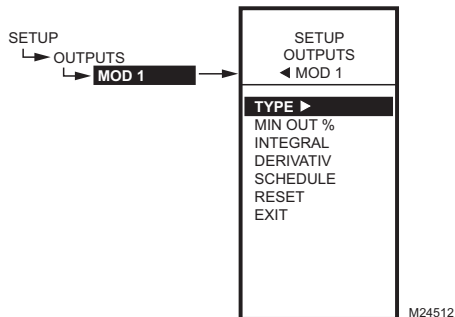 SETUP
OUTPUTS
MOD 1
SETUP
OUTPUTS
◄ MOD 1
TYPE ►
MIN OUT %
INTEGRAL
DERIVATIV
SCHEDULE
RESET
EXIT
M24512